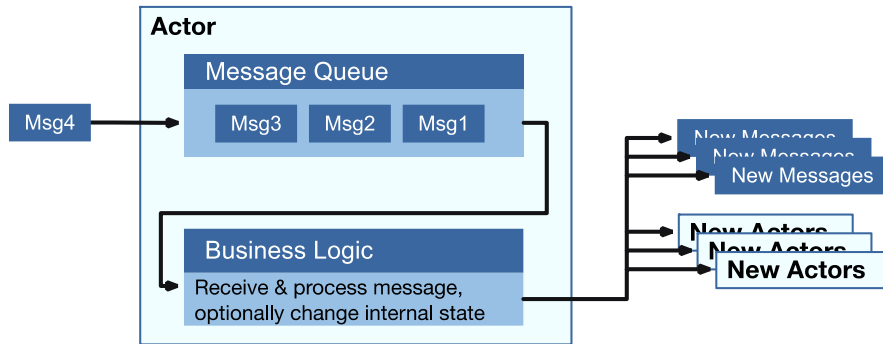 Actor
Message Queue
Msg4
Msg3 Msg2 Msg1
New Messages
New Messages
New Messages
Business Logic
Receive & process message,
optionally change internal state
New Actors
New Actors
New Actors